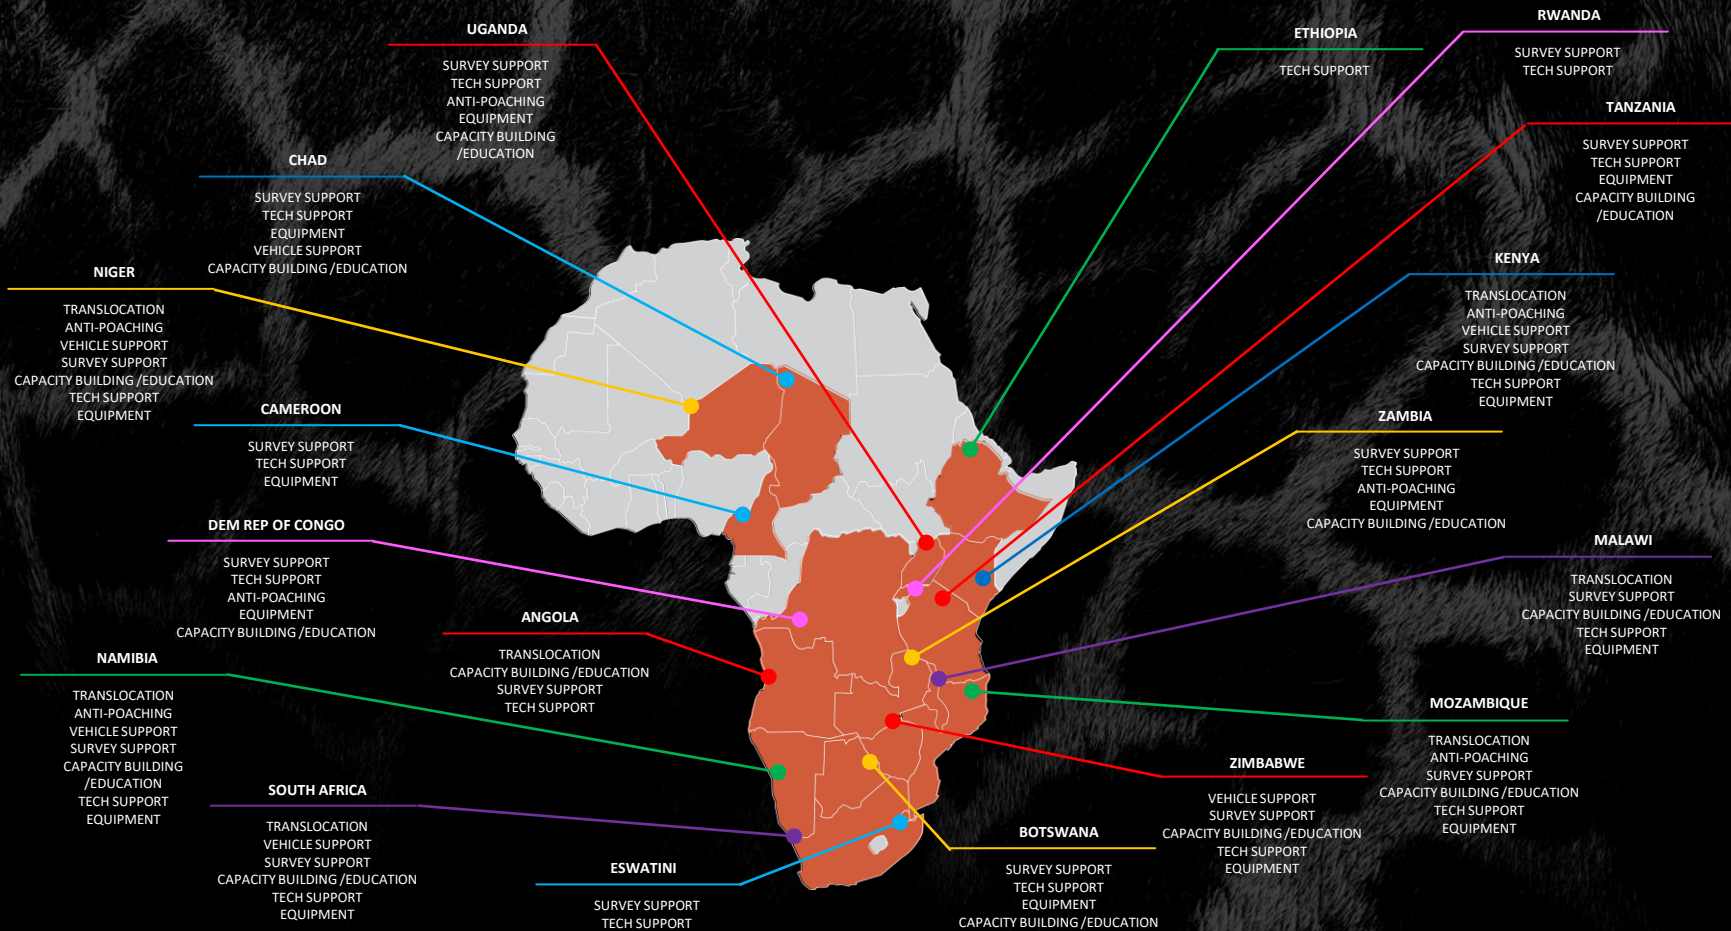 UGANDA
SURVEY SUPPORT
TECH SUPPORT
ANTI-POACHING
EQUIPMENT
CAPACITY BUILDING
/EDUCATION
ETHIOPIA
TECH SUPPORT
RWANDA
SURVEY SUPPORT
TECH SUPPORT
TANZANIA
SURVEY SUPPORT
TECH SUPPORT
EQUIPMENT
CAPACITY BUILDING
/EDUCATION
CHAD
SURVEY SUPPORT
TECH SUPPORT
EQUIPMENT
VEHICLE SUPPORT
CAPACITY BUILDING /EDUCATION
NIGER
TRANSLOCATION
ANTI-POACHING
VEHICLE SUPPORT
SURVEY SUPPORT
CAPACITY BUILDING /EDUCATION
TECH SUPPORT
EQUIPMENT
KENYA
TRANSLOCATION
ANTI-POACHING
VEHICLE SUPPORT
SURVEY SUPPORT
CAPACITY BUILDING /EDUCATION
TECH SUPPORT
EQUIPMENT
CAMEROON
SURVEY SUPPORT
TECH SUPPORT
EQUIPMENT
ZAMBIA
SURVEY SUPPORT
TECH SUPPORT
ANTI-POACHING
EQUIPMENT
CAPACITY BUILDING /EDUCATION
DEM REP OF CONGO
SURVEY SUPPORT
TECH SUPPORT
ANTI-POACHING
EQUIPMENT
CAPACITY BUILDING /EDUCATION
MALAWI
TRANSLOCATION
SURVEY SUPPORT
CAPACITY BUILDING /EDUCATION
TECH SUPPORT
EQUIPMENT
ANGOLA
TRANSLOCATION
CAPACITY BUILDING /EDUCATION
SURVEY SUPPORT
TECH SUPPORT
NAMIBIA
TRANSLOCATION
ANTI-POACHING
VEHICLE SUPPORT
SURVEY SUPPORT
CAPACITY BUILDING
/EDUCATION
TECH SUPPORT
EQUIPMENT
MOZAMBIQUE
TRANSLOCATION
ANTI-POACHING
SURVEY SUPPORT
CAPACITY BUILDING /EDUCATION
TECH SUPPORT
EQUIPMENT
ZIMBABWE
VEHICLE SUPPORT
SURVEY SUPPORT
CAPACITY BUILDING /EDUCATION
TECH SUPPORT
EQUIPMENT
SOUTH AFRICA
TRANSLOCATION
VEHICLE SUPPORT
SURVEY SUPPORT
CAPACITY BUILDING /EDUCATION
TECH SUPPORT
EQUIPMENT
BOTSWANA
SURVEY SUPPORT
TECH SUPPORT
EQUIPMENT
CAPACITY BUILDING /EDUCATION
ESWATINI
SURVEY SUPPORT
TECH SUPPORT